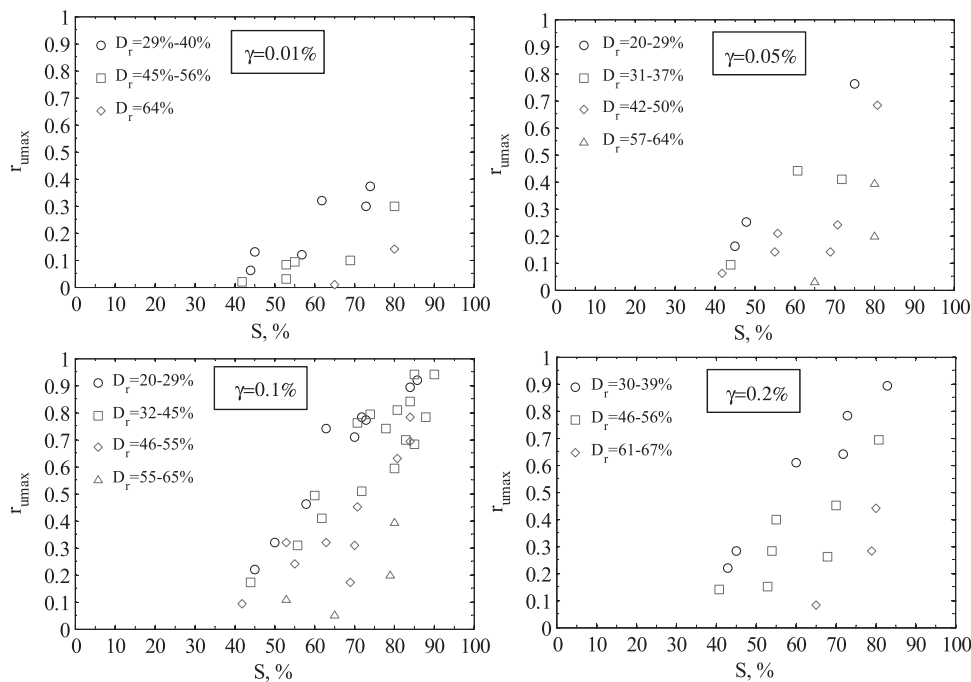 1
0.9
0.8
0.7
0.6
0.5
0.4
0.3
0.2
0.1
0
r_umax
D_r=29%-40%
D_r=45%-56%
D_r=64%
γ=0.01%
0 10 20 30 40 50 60 70 80 90 100
S, %
1
0.9
0.8
0.7
0.6
0.5
0.4
0.3
0.2
0.1
0
r_umax
D_r=20-29%
D_r=31-37%
D_r=42-50%
D_r=57-64%
γ=0.05%
0 10 20 30 40 50 60 70 80 90 100
S, %
1
0.9
0.8
0.7
0.6
0.5
0.4
0.3
0.2
0.1
0
r_umax
D_r=20-29%
D_r=32-45%
D_r=46-55%
D_r=55-65%
γ=0.1%
0 10 20 30 40 50 60 70 80 90 100
S, %
1
0.9
0.8
0.7
0.6
0.5
0.4
0.3
0.2
0.1
0
r_umax
D_r=30-39%
D_r=46-56%
D_r=61-67%
γ=0.2%
0 10 20 30 40 50 60 70 80 90 100
S, %